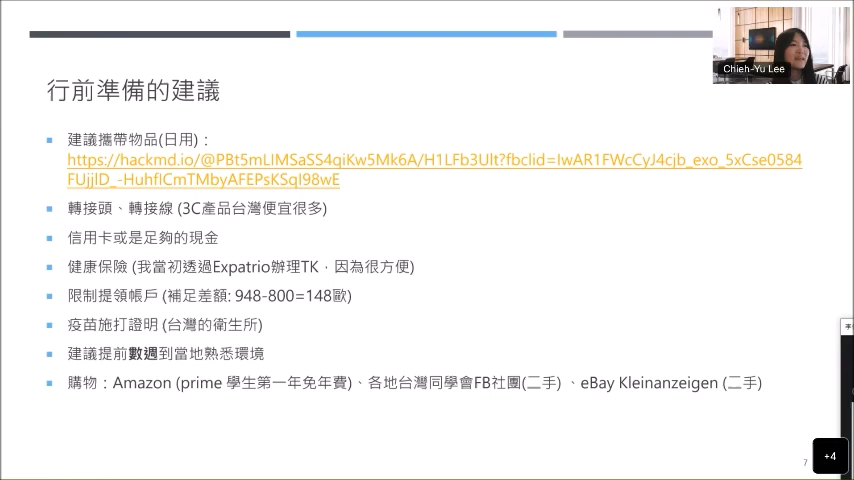 行前準備的建議
Chieh-Yu Lee
建議攜帶物品(日用)：
https://hackmd.io/@PBt5mLIMSaSS4qiKw5Mk6A/H1LFb3Ult?fbclid=IwAR1FWcCyJ4cjb_exo_5xCse0584
FUjjlD_-HuhfICmTMbyAFEPsKSqI98wE
轉接頭、轉接線 (3C產品台灣便宜很多)
信用卡或是足夠的現金
健康保險 (我當初透過Expatrio辦理TK，因為很方便)
限制提領帳戶 (補足差額: 948-800=148歐)
疫苗施打證明 (台灣的衛生所)
建議提前數週到當地熟悉環境
購物：Amazon (prime 學生第一年免年費)、各地台灣同學會FB社團(二手) 、eBay Kleinanzeigen (二手)
7
+4